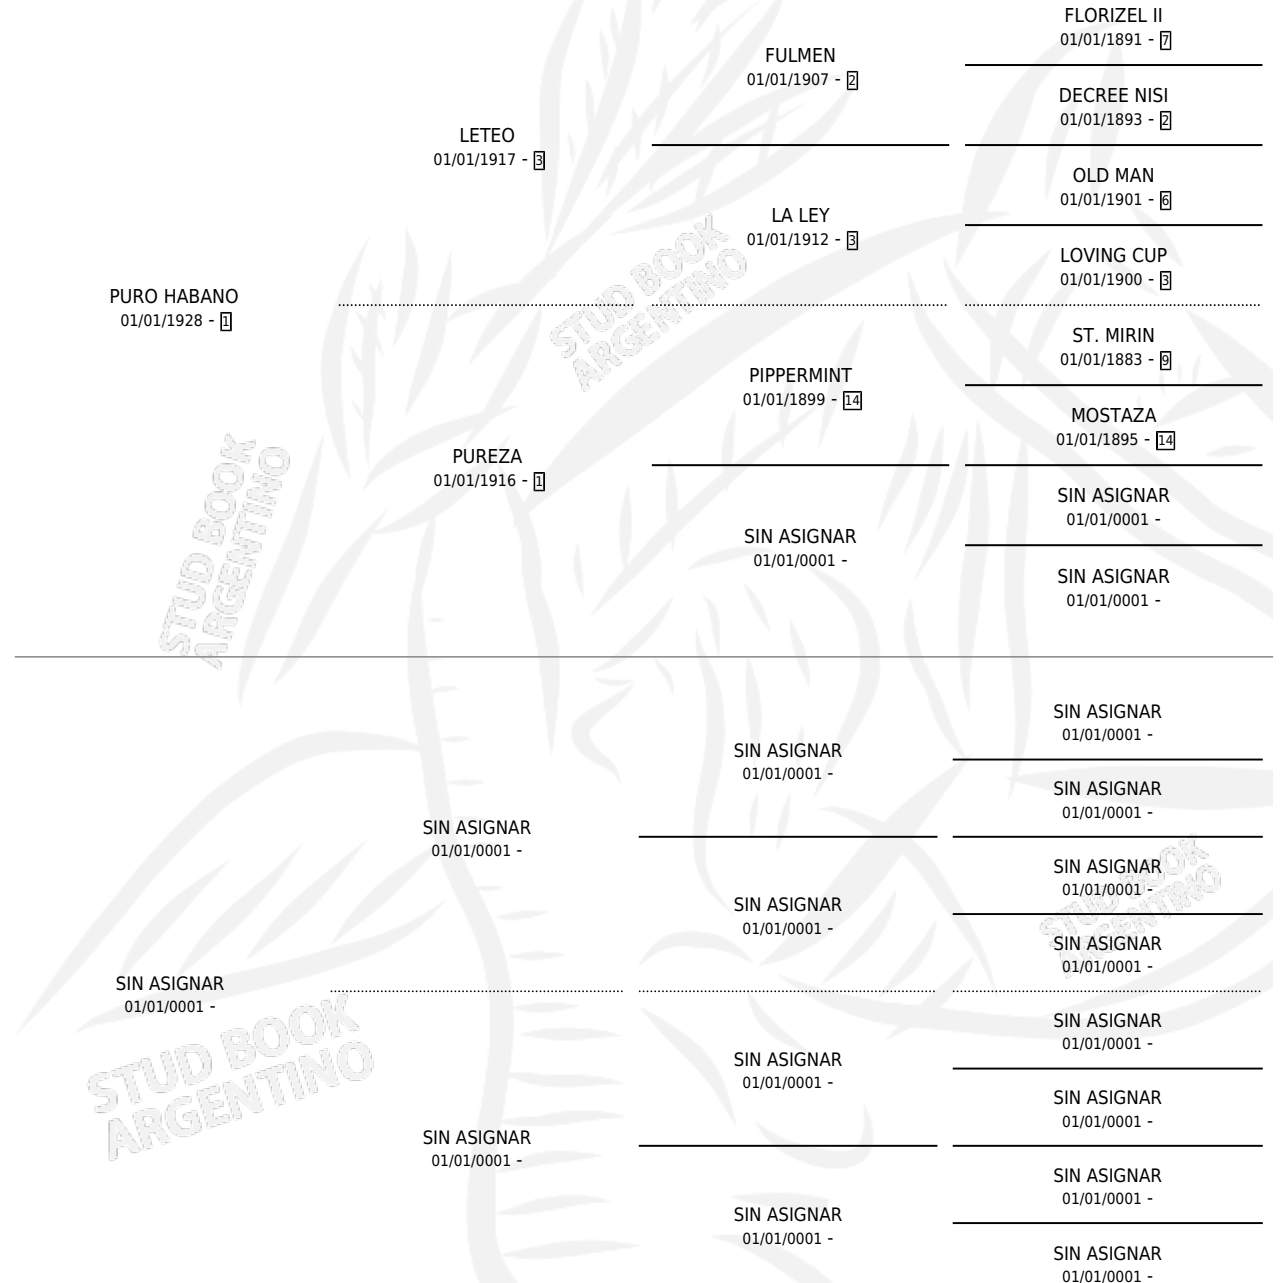 FLORIZEL II
01/01/1891 - 7
FULMEN
01/01/1907 - 2
DECREE NISI
01/01/1893 - 2
LETEO
01/01/1917 - 3
OLD MAN
01/01/1901 - 6
LA LEY
01/01/1912 - 3
LOVING CUP
01/01/1900 - 3
PURO HABANO
01/01/1928 - 1
ST. MIRIN
01/01/1883 - 9
PIPPERMINT
01/01/1899 - 14
MOSTAZA
01/01/1895 - 14
PUREZA
01/01/1916 - 1
SIN ASIGNAR
01/01/0001 -
SIN ASIGNAR
01/01/0001 -
SIN ASIGNAR
01/01/0001 -
STUD BOOK
ARGENTINO
STUD BOOK
ARGENTINO
SIN ASIGNAR
01/01/0001 -
SIN ASIGNAR
01/01/0001 -
SIN ASIGNAR
01/01/0001 -
SIN ASIGNAR
01/01/0001 -
SIN ASIGNAR
01/01/0001 -
SIN ASIGNAR
01/01/0001 -
SIN ASIGNAR
01/01/0001 -
SIN ASIGNAR
01/01/0001 -
SIN ASIGNAR
01/01/0001 -
SIN ASIGNAR
01/01/0001 -
SIN ASIGNAR
01/01/0001 -
SIN ASIGNAR
01/01/0001 -
SIN ASIGNAR
01/01/0001 -
SIN ASIGNAR
01/01/0001 -
SIN ASIGNAR
01/01/0001 -
STUD BOOK
ARGENTINO
STUD BOOK
ARGENTINO